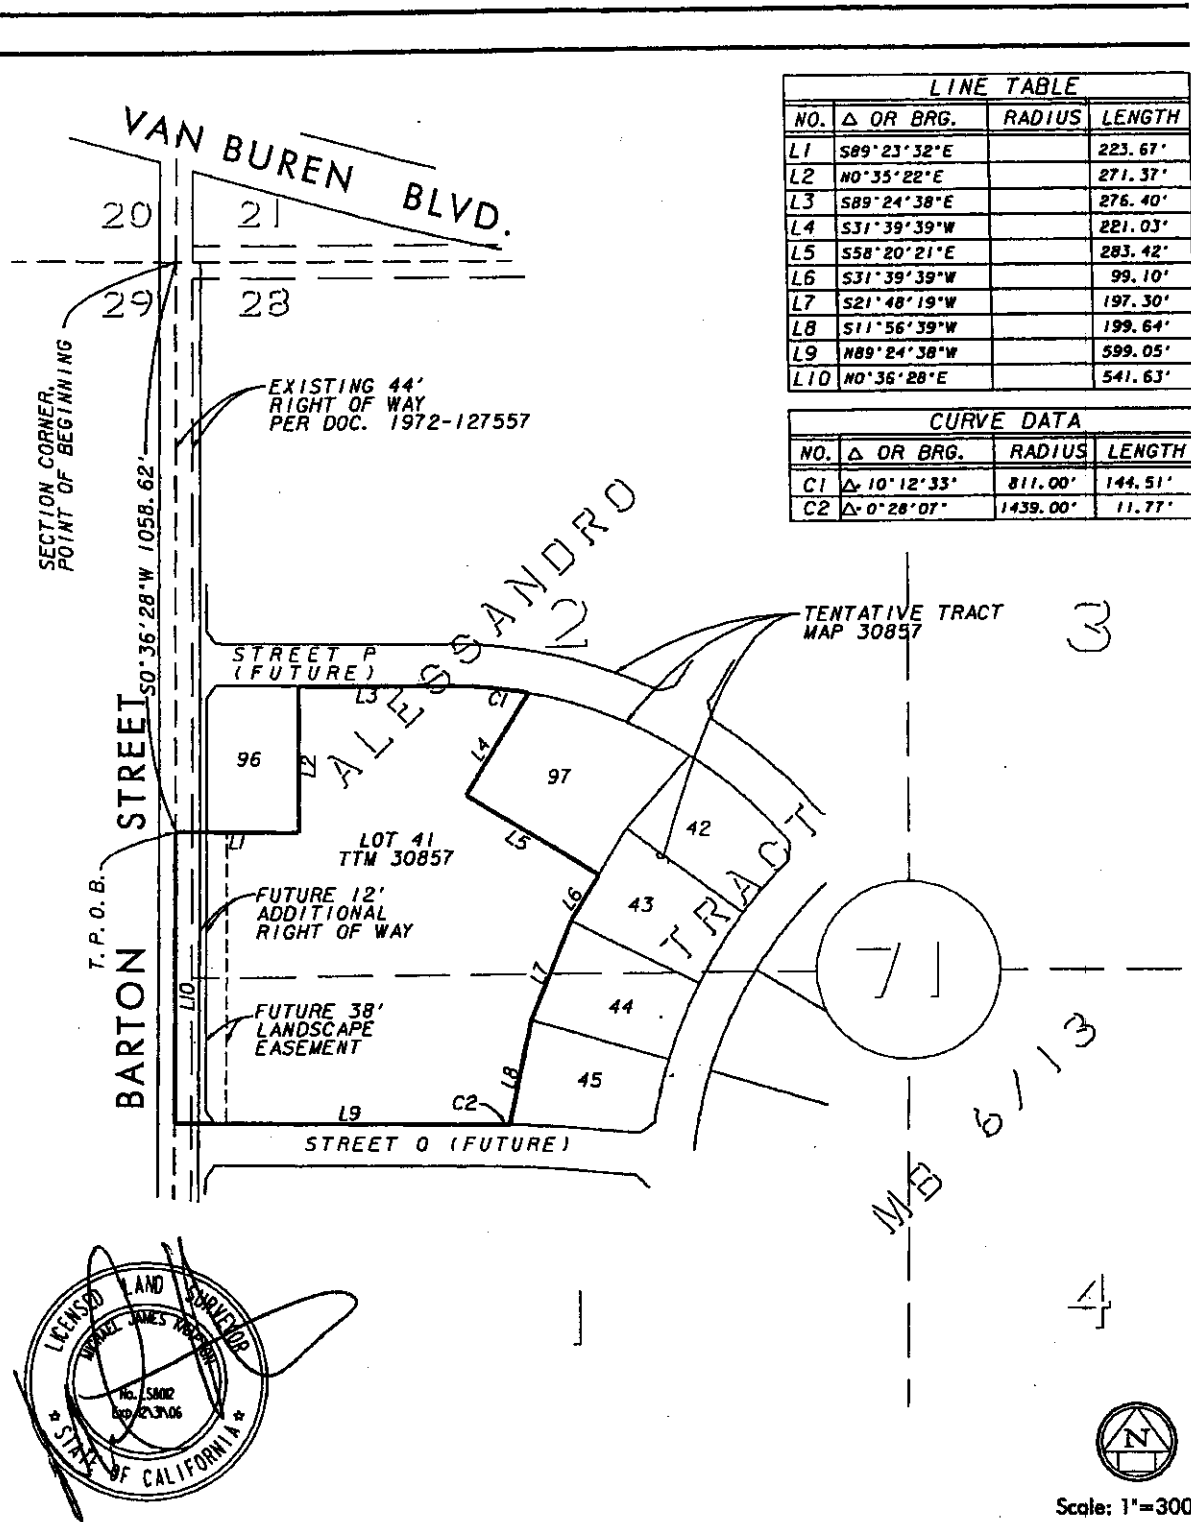 LINE TABLE
NO. Δ OR BRG. RADIUS LENGTH
L1 S89°23'32"E 223.67'
L2 N0°35'22"E 271.37'
L3 S89°24'38"E 276.40'
L4 S31°39'39"W 221.03'
L5 S58°20'21"E 283.42'
L6 S31°39'39"W 99.10'
L7 S21°48'19"W 197.30'
L8 S11°56'39"W 199.64'
L9 N89°24'38"W 599.05'
L10 N0°36'28"E 541.63'
CURVE DATA
NO. Δ OR BRG. RADIUS LENGTH
C1 Δ=10°12'33" 811.00' 144.51'
C2 Δ=0°28'07" 1439.00' 11.77'
VAN BUREN BLVD.
20 21
29 28
SECTION CORNER,
POINT OF BEGINNING
S0°36'28"W 1058.62'
EXISTING 44'
RIGHT OF WAY
PER DOC. 1972-127557
ALESSANDRO
TRACT
2
3
TENTATIVE TRACT
MAP 30857
STREET P
(FUTURE)
L3
C1
BARTON STREET
96
L2
L4
97
L5
L1
LOT 41
TTM 30857
42
T.P.O.B.
FUTURE 12'
ADDITIONAL
RIGHT OF WAY
L6
43
71
L10
L7
44
FUTURE 38'
LANDSCAPE
EASEMENT
L8
45
L9
C2
STREET O (FUTURE)
MB 6/13
1
4
LICENSED LAND SURVEYOR
MICHAEL JAMES
No. LS8012
Exp. 12\31\06
STATE OF CALIFORNIA
N
Scale: 1"=300